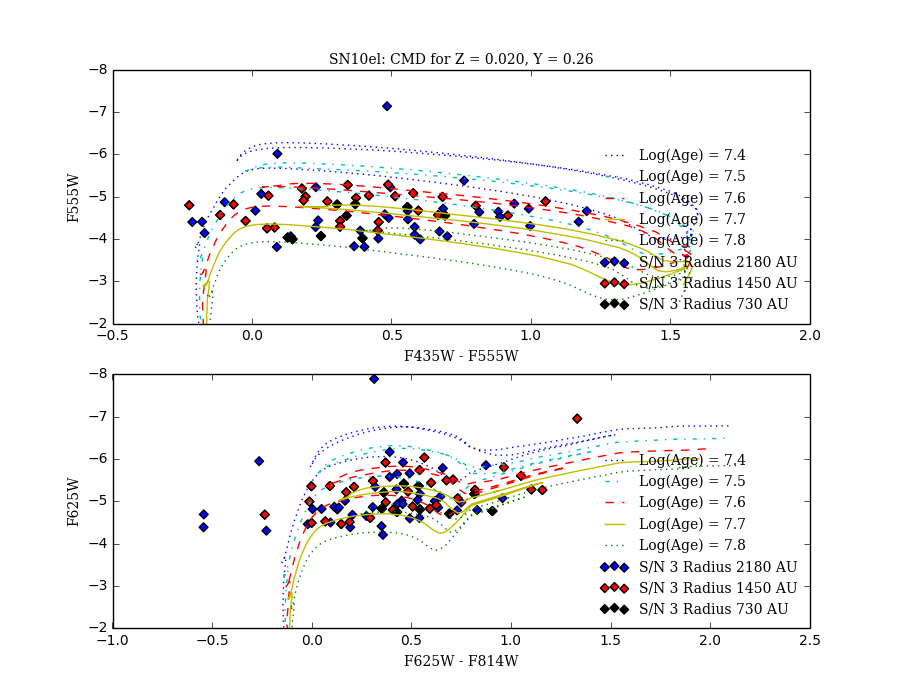 SN10el: CMD for Z = 0.020, Y = 0.26
−8
−7
−6
−5
−4
−3
−2
F555W
−0.5
0.0
0.5
1.0
1.5
2.0
F435W - F555W
Log(Age) = 7.4
Log(Age) = 7.5
Log(Age) = 7.6
Log(Age) = 7.7
Log(Age) = 7.8
S/N 3 Radius 2180 AU
S/N 3 Radius 1450 AU
S/N 3 Radius 730 AU
−8
−7
−6
−5
−4
−3
−2
F625W
−1.0
−0.5
0.0
0.5
1.0
1.5
2.0
2.5
F625W - F814W
Log(Age) = 7.4
Log(Age) = 7.5
Log(Age) = 7.6
Log(Age) = 7.7
Log(Age) = 7.8
S/N 3 Radius 2180 AU
S/N 3 Radius 1450 AU
S/N 3 Radius 730 AU